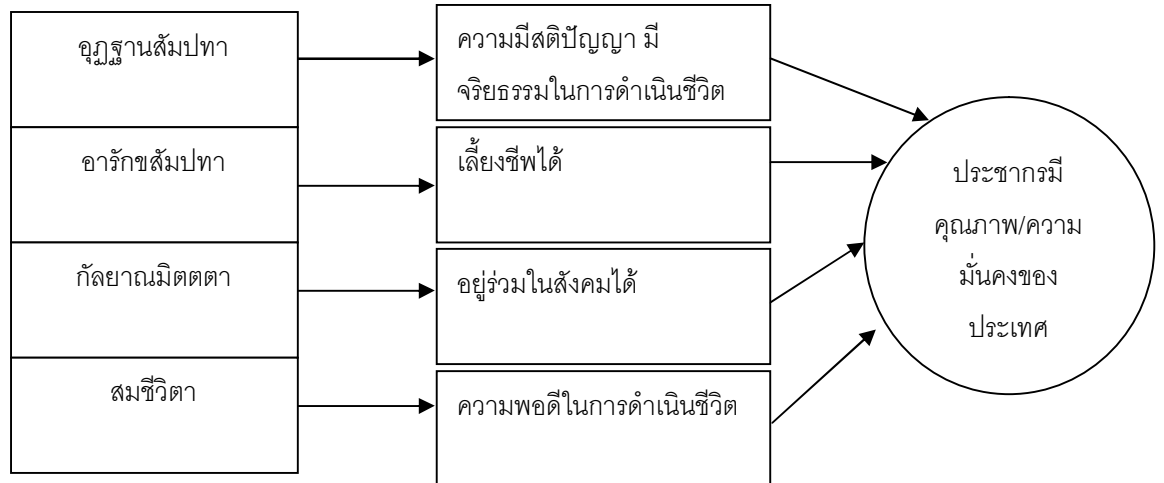 อุฏฐานสัมปทา
ความมีสติปัญญา มี
จริยธรรมในการดำเนินชีวิต
อารักขสัมปทา
เลี้ยงชีพได้
กัลยาณมิตตตา
อยู่ร่วมในสังคมได้
สมชีวิตา
ความพอดีในการดำเนินชีวิต
ประชากรมี
คุณภาพ/ความ
มั่นคงของ
ประเทศ